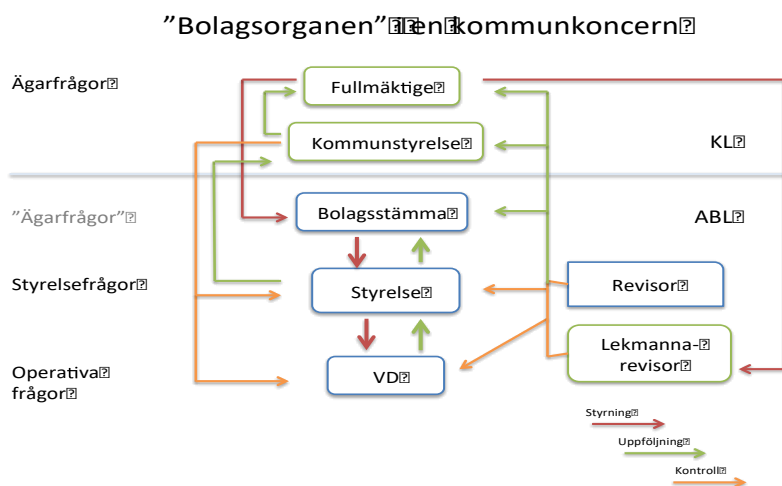 ”Bolagsorganen” i en kommunkoncern
Ägarfrågor
Fullmäktige
Kommunstyrelse
KL
”Ägarfrågor”
Bolagsstämma
ABL
Styrelsefrågor
Styrelse
Revisor
Lekmanna-
revisor
Operativa
frågor
VD
Styrning
Uppföljning
Kontroll